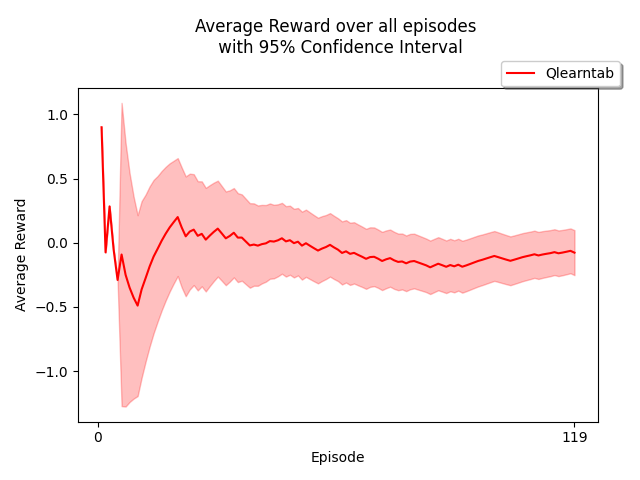 Average Reward over all episodes
with 95% Confidence Interval
Qlearntab
1.0
0.5
0.0
−0.5
−1.0
Average Reward
0
119
Episode